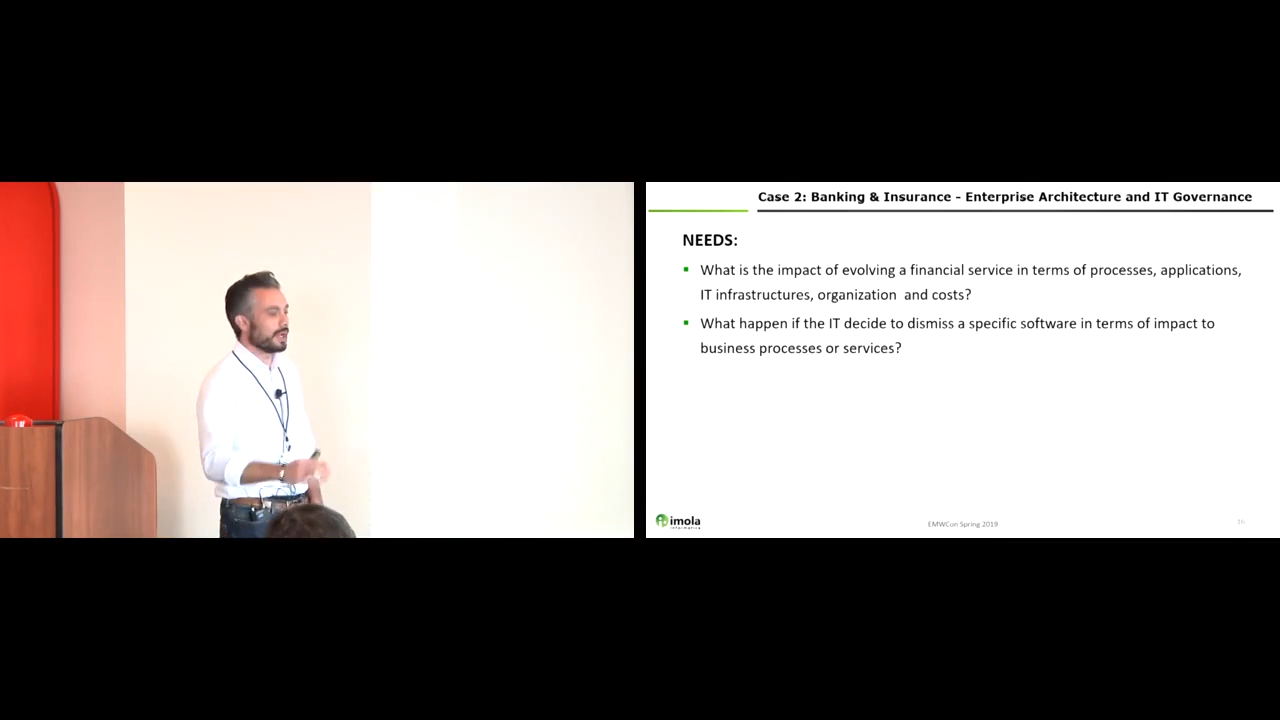 Case 2: Banking & Insurance - Enterprise Architecture and IT Governance
NEEDS:
What is the impact of evolving a financial service in terms of processes, applications,
IT infrastructures, organization and costs?
What happen if the IT decide to dismiss a specific software in terms of impact to
business processes or services?
imola
informatica
EMWCon Spring 2019
16